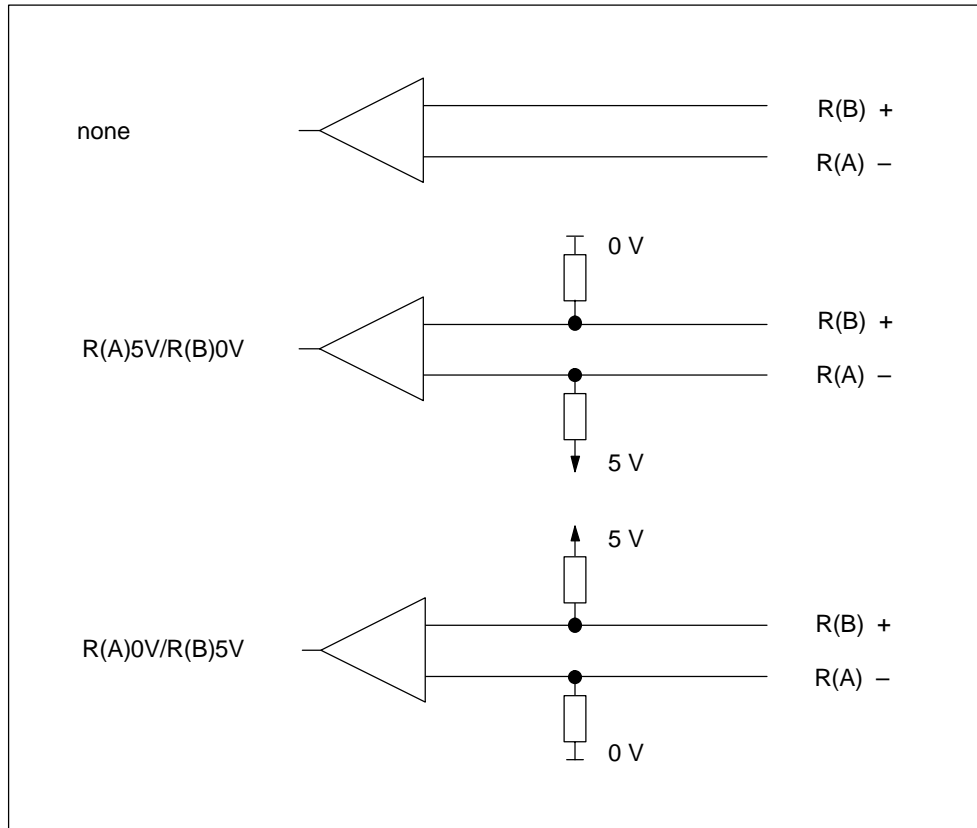 none
R(B) +
R(A) –
0 V
R(A)5V/R(B)0V
R(B) +
R(A) –
5 V
5 V
R(A)0V/R(B)5V
R(B) +
R(A) –
0 V